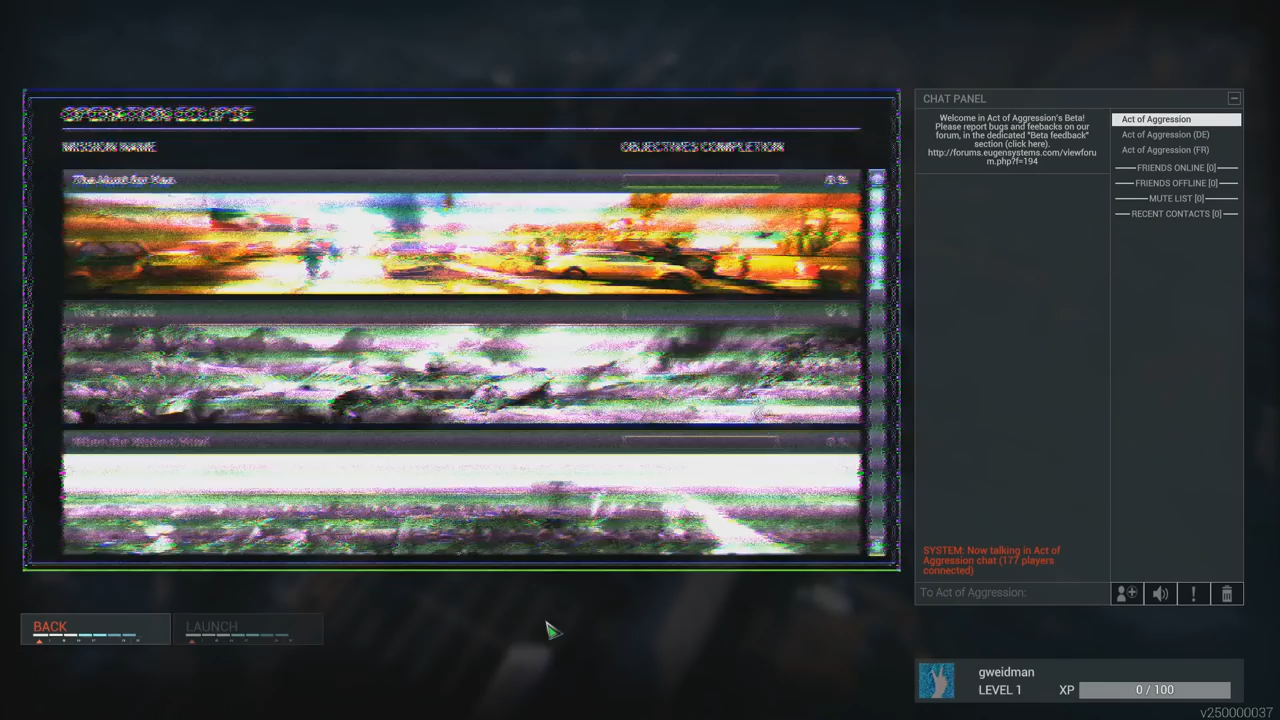 MISSION NAME
OBJECTIVES COMPLETION
BACK
LAUNCH
CHAT PANEL
Welcome in Act of Aggression's Beta!
Please report bugs and feebacks on our
forum, in the dedicated "Beta feedback"
section (click here).
http://forums.eugensystems.com/viewforu
m.php?f=194
Act of Aggression
Act of Aggression (DE)
Act of Aggression (FR)
FRIENDS ONLINE [0]
FRIENDS OFFLINE [0]
MUTE LIST [0]
RECENT CONTACTS [0]
SYSTEM: Now talking in Act of
Aggression chat (177 players
connected)
To Act of Aggression:
gweidman
LEVEL 1
XP
0 / 100
v250000037